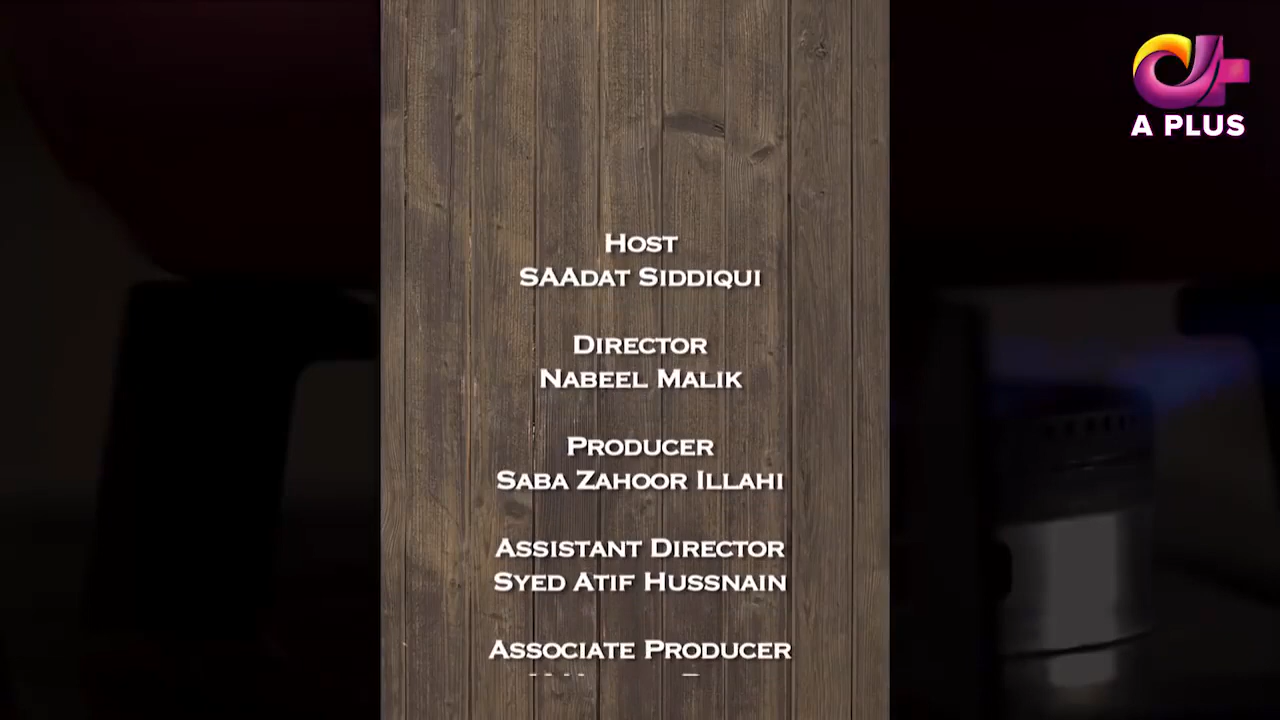 A PLUS
HOST
SAADAT SIDDIQUI
DIRECTOR
NABEEL MALIK
PRODUCER
SABA ZAHOOR ILLAHI
ASSISTANT DIRECTOR
SYED ATIF HUSSNAIN
ASSOCIATE PRODUCER